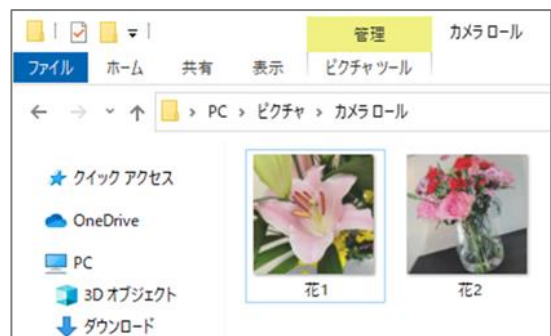 管理
カメラ ロール
ファイル ホーム 共有 表示 ピクチャ ツール
PC › ピクチャ › カメラ ロール
クイック アクセス
OneDrive
PC
3D オブジェクト
ダウンロード
花1
花2